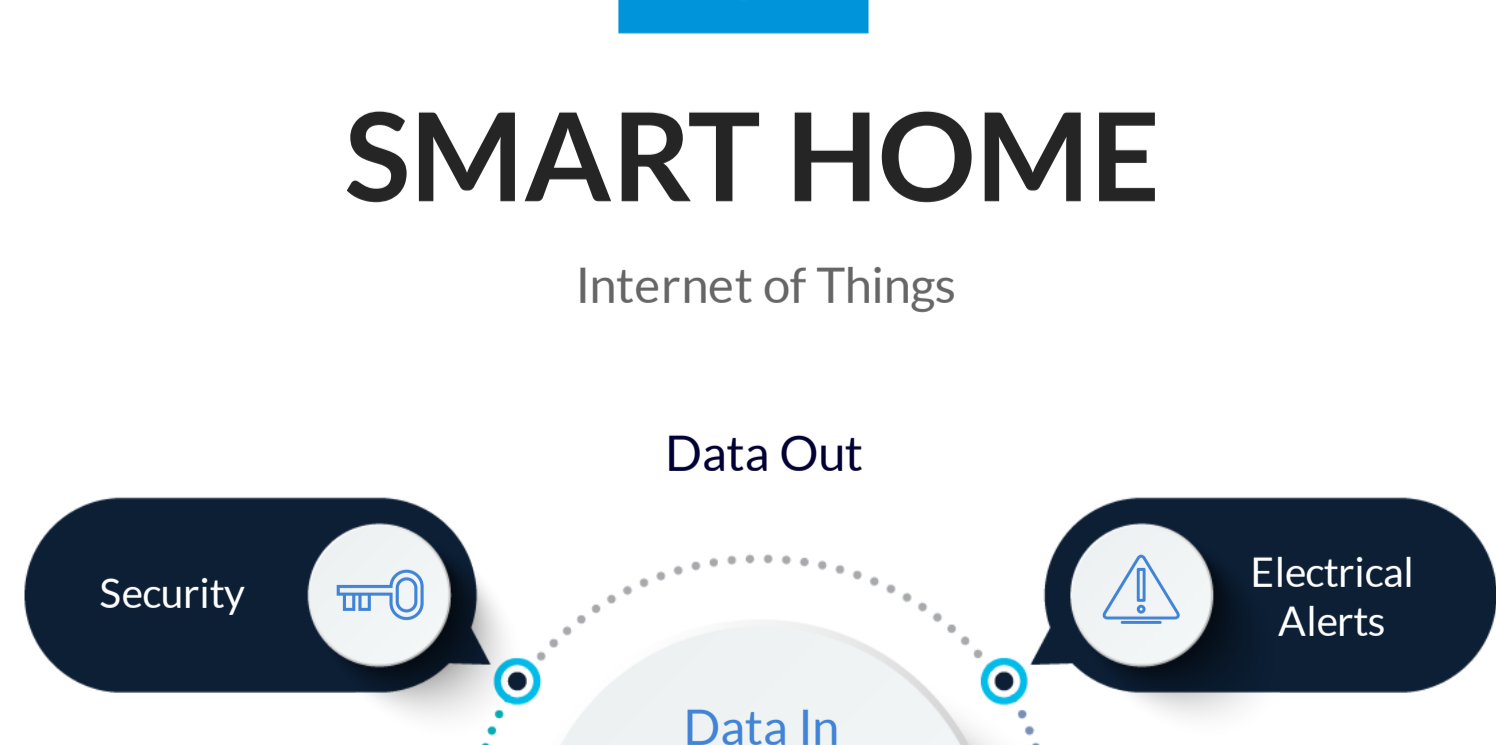 SMART HOME
Internet of Things
Data Out
Security
Electrical
Alerts
Data In